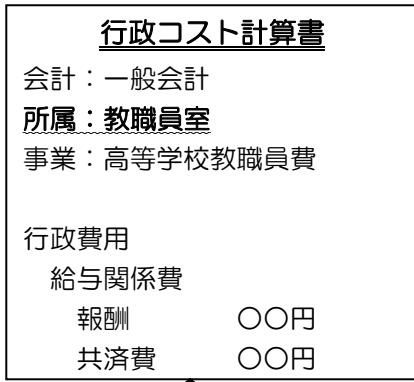 行政コスト計算書
会計：一般会計
所属：教職員室
事業：高等学校教職員費
行政費用
給与関係費
報酬 〇〇円
共済費 〇〇円